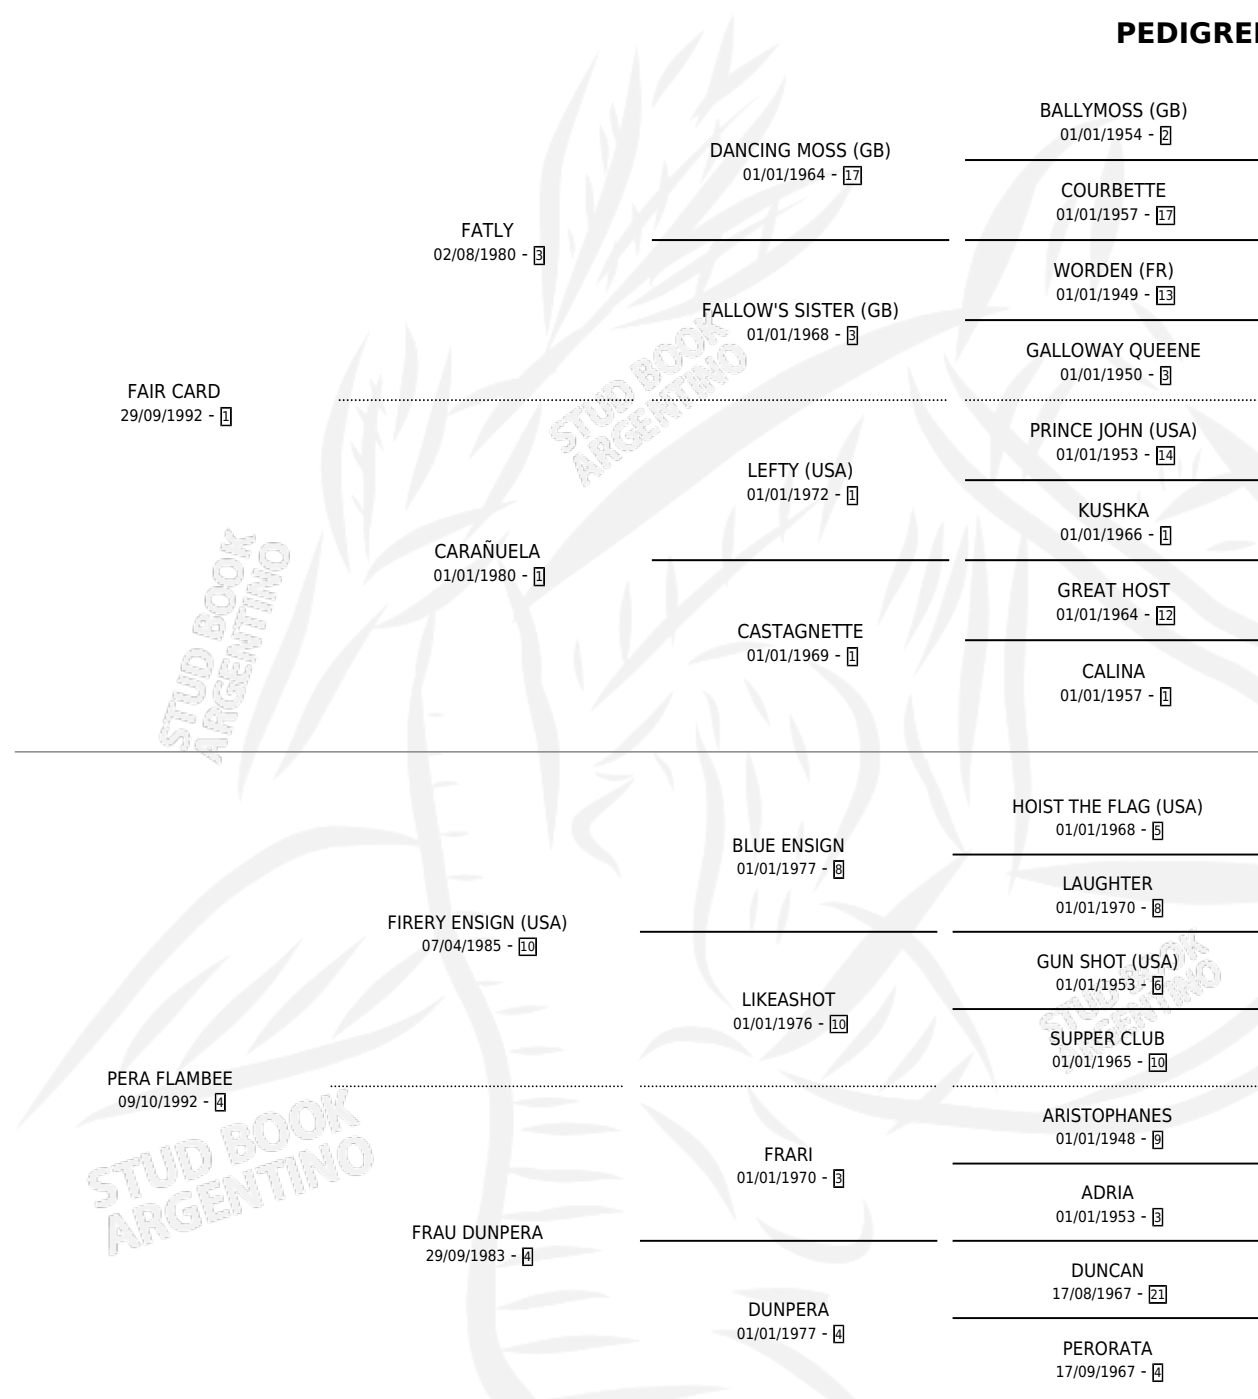 PEDIGREE
BALLYMOSS (GB)
01/01/1954 - 2
DANCING MOSS (GB)
01/01/1964 - 17
COURBETTE
01/01/1957 - 17
FATLY
02/08/1980 - 3
WORDEN (FR)
01/01/1949 - 13
FALLOW'S SISTER (GB)
01/01/1968 - 3
GALLOWAY QUEENE
01/01/1950 - 3
FAIR CARD
29/09/1992 - 1
PRINCE JOHN (USA)
01/01/1953 - 14
LEFTY (USA)
01/01/1972 - 1
KUSHKA
01/01/1966 - 1
CARAÑUELA
01/01/1980 - 1
GREAT HOST
01/01/1964 - 12
CASTAGNETTE
01/01/1969 - 1
CALINA
01/01/1957 - 1
HOIST THE FLAG (USA)
01/01/1968 - 5
BLUE ENSIGN
01/01/1977 - 8
LAUGHTER
01/01/1970 - 8
FIRERY ENSIGN (USA)
07/04/1985 - 10
GUN SHOT (USA)
01/01/1953 - 6
LIKEASHOT
01/01/1976 - 10
SUPPER CLUB
01/01/1965 - 10
PERA FLAMBEE
09/10/1992 - 4
ARISTOPHANES
01/01/1948 - 9
FRARI
01/01/1970 - 3
ADRIA
01/01/1953 - 3
FRAU DUNPERA
29/09/1983 - 4
DUNCAN
17/08/1967 - 21
DUNPERA
01/01/1977 - 4
PERORATA
17/09/1967 - 4
STUD BOOK
ARGENTINO
STUD BOOK
ARGENTINO
STUD BOOK
ARGENTINO
STUD BOOK
ARGENTINO